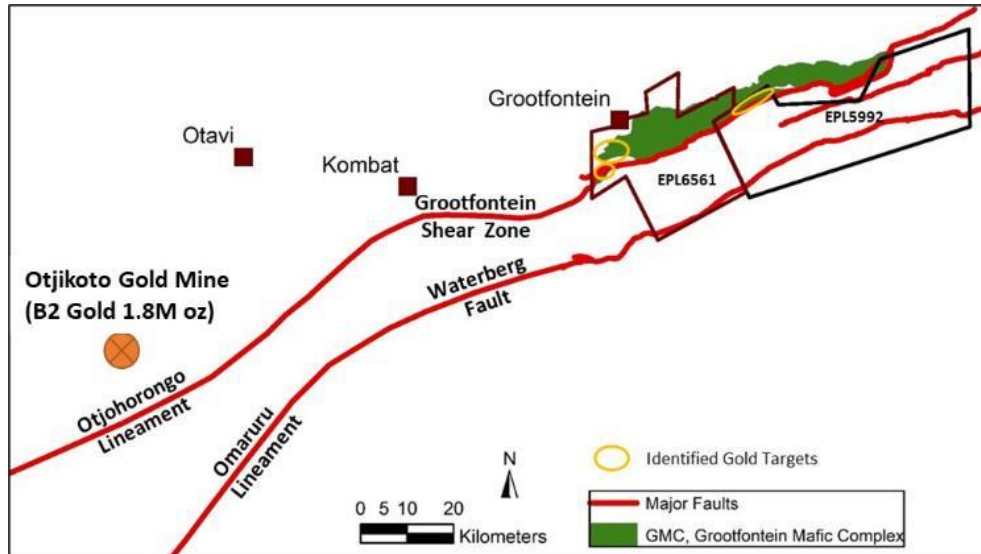 Grootfontein
Otavi
EPL5992
Kombat
EPL6561
Grootfontein
Shear Zone
Otjikoto Gold Mine
(B2 Gold 1.8M oz)
Waterberg
Fault
Otjohorongo
Lineament
Omaruru
Lineament
N
Identified Gold Targets
0 5 10 20
Kilometers
Major Faults
GMC, Grootfontein Mafic Complex